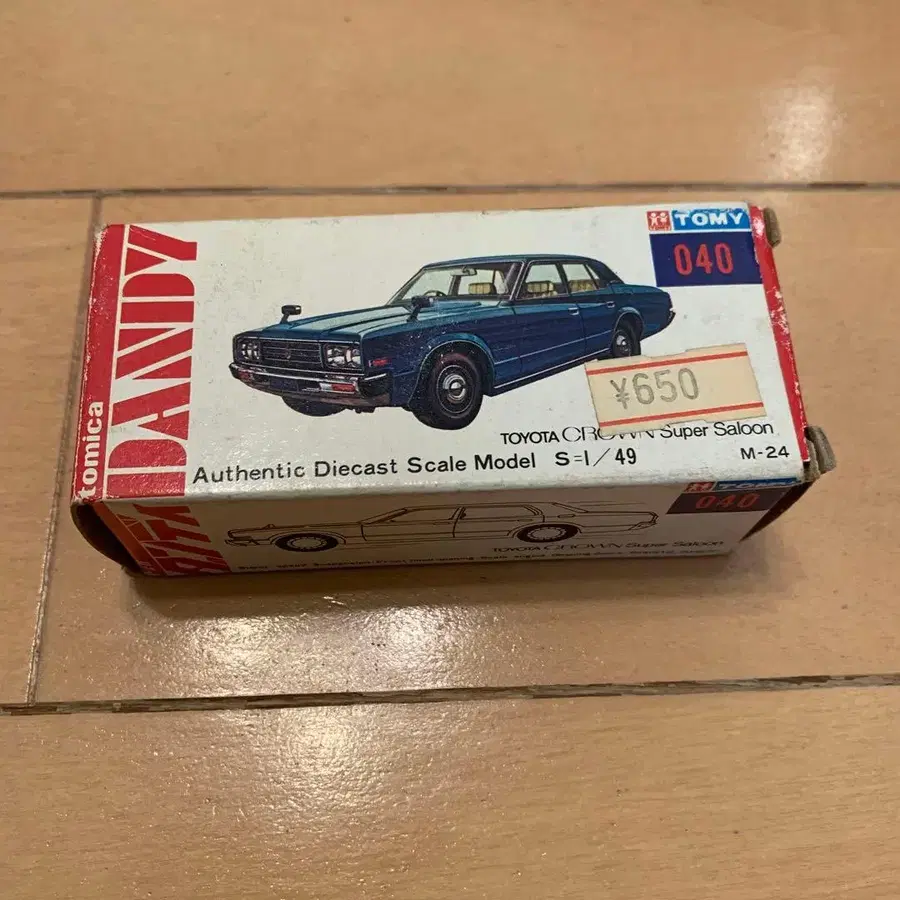 tomica
DANDY
TOMY
040
¥650
TOYOTA CROWN Super Saloon
Authentic Diecast Scale Model S=1/49
M-24
TOMY
040
TOYOTA CROWN Super Saloon